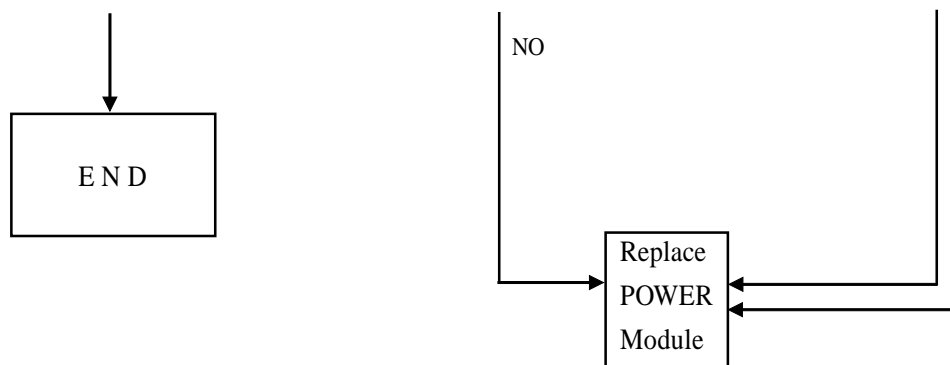 NO
E N D
Replace
POWER
Module